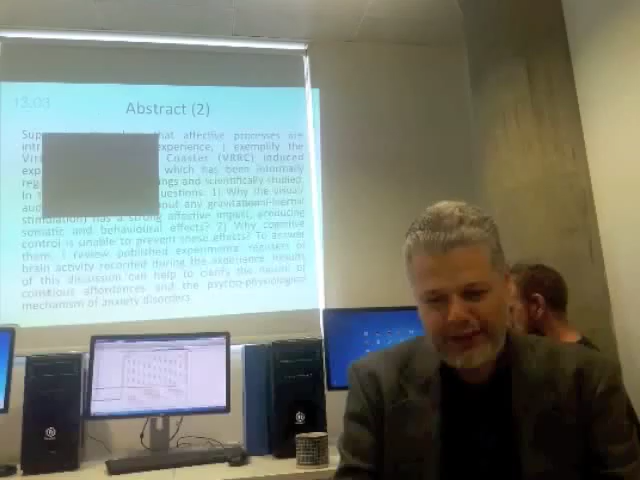 13.03
Abstract (2)
that affective processes are
experience, I exemplify the
Coaster (VRRC) induced
which has been informally
and scientifically studied.
questions. 1) Why the visual
any gravitational-inertial
stimulation) has a strong affective impact, producing
somatic and behavioural effects? 2) Why cognitive
control is unable to prevent these effects? To answer
them, I review published experimental registers of
brain activity recorded during the experience.
of this discussion can help to clarify the nature of
conscious affordances and the psycho-physiological
mechanism of anxiety disorders.